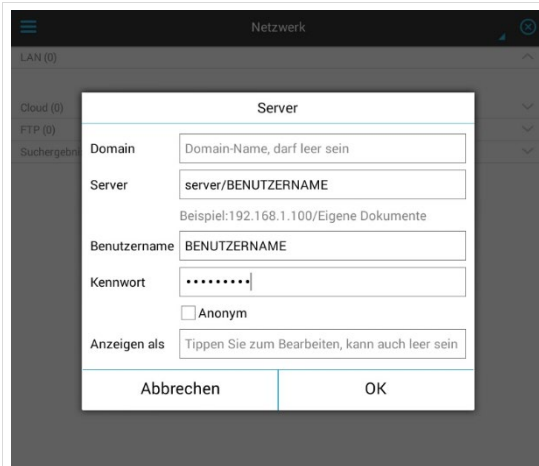 Netzwerk
LAN (0)
Cloud (0)
FTP (0)
Server
Domain Domain-Name, darf leer sein
Server server/BENUTZERNAME
Beispiel:192.168.1.100/Eigene Dokumente
Benutzername BENUTZERNAME
Kennwort •••••••••
Anonym
Anzeigen als Tippen Sie zum Bearbeiten, kann auch leer sein
Abbrechen OK